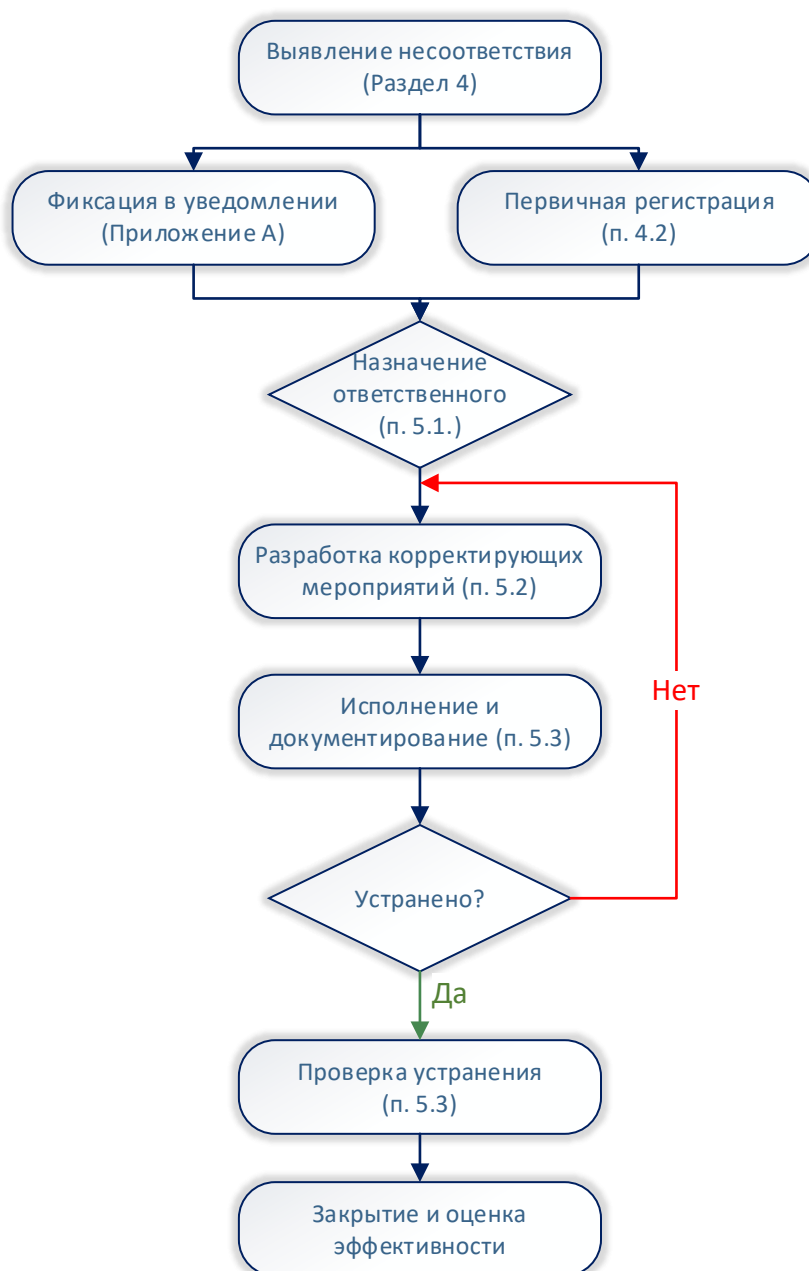 Выявление несоответствия
(Раздел 4)
Фиксация в уведомлении
(Приложение А)
Первичная регистрация
(п. 4.2)
Назначение
ответственного
(п. 5.1.)
Разработка корректирующих
мероприятий (п. 5.2)
Исполнение и
документирование (п. 5.3)
Нет
Устранено?
Да
Проверка устранения
(п. 5.3)
Закрытие и оценка
эффективности